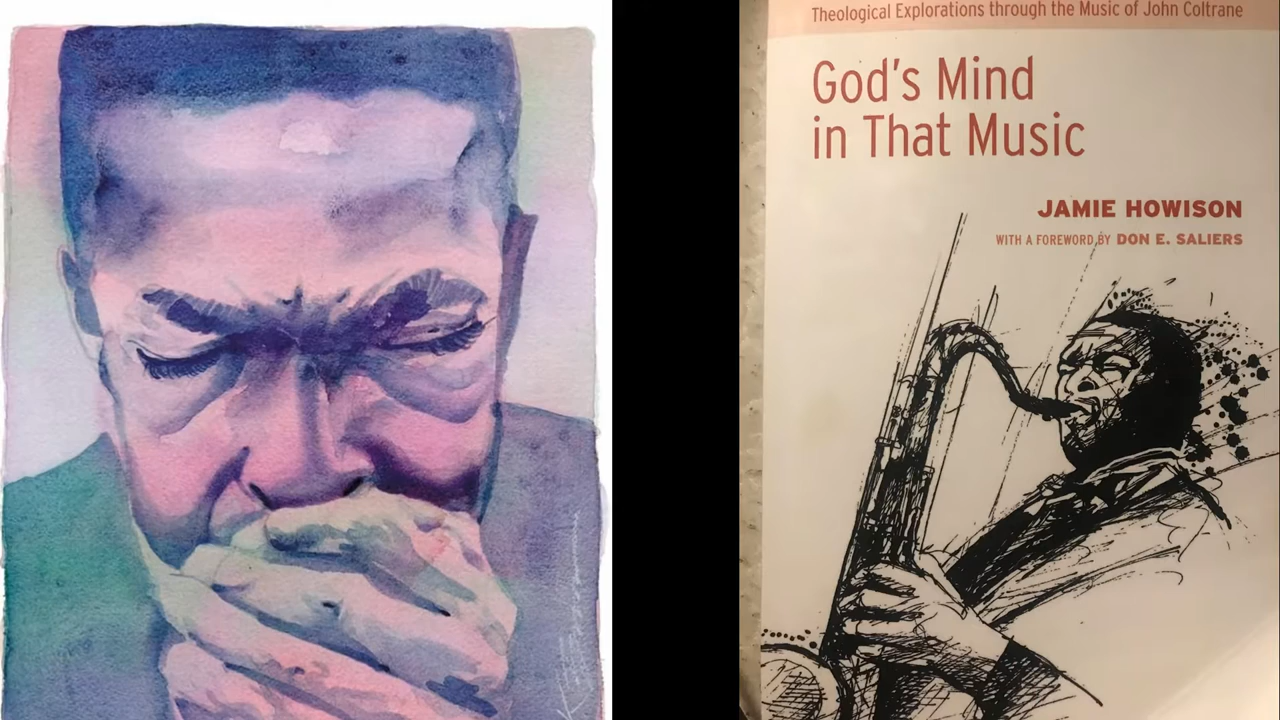 Theological Explorations through the Music of John Coltrane
God's Mind
in That Music
JAMIE HOWISON
WITH A FOREWORD BY DON E. SALIERS